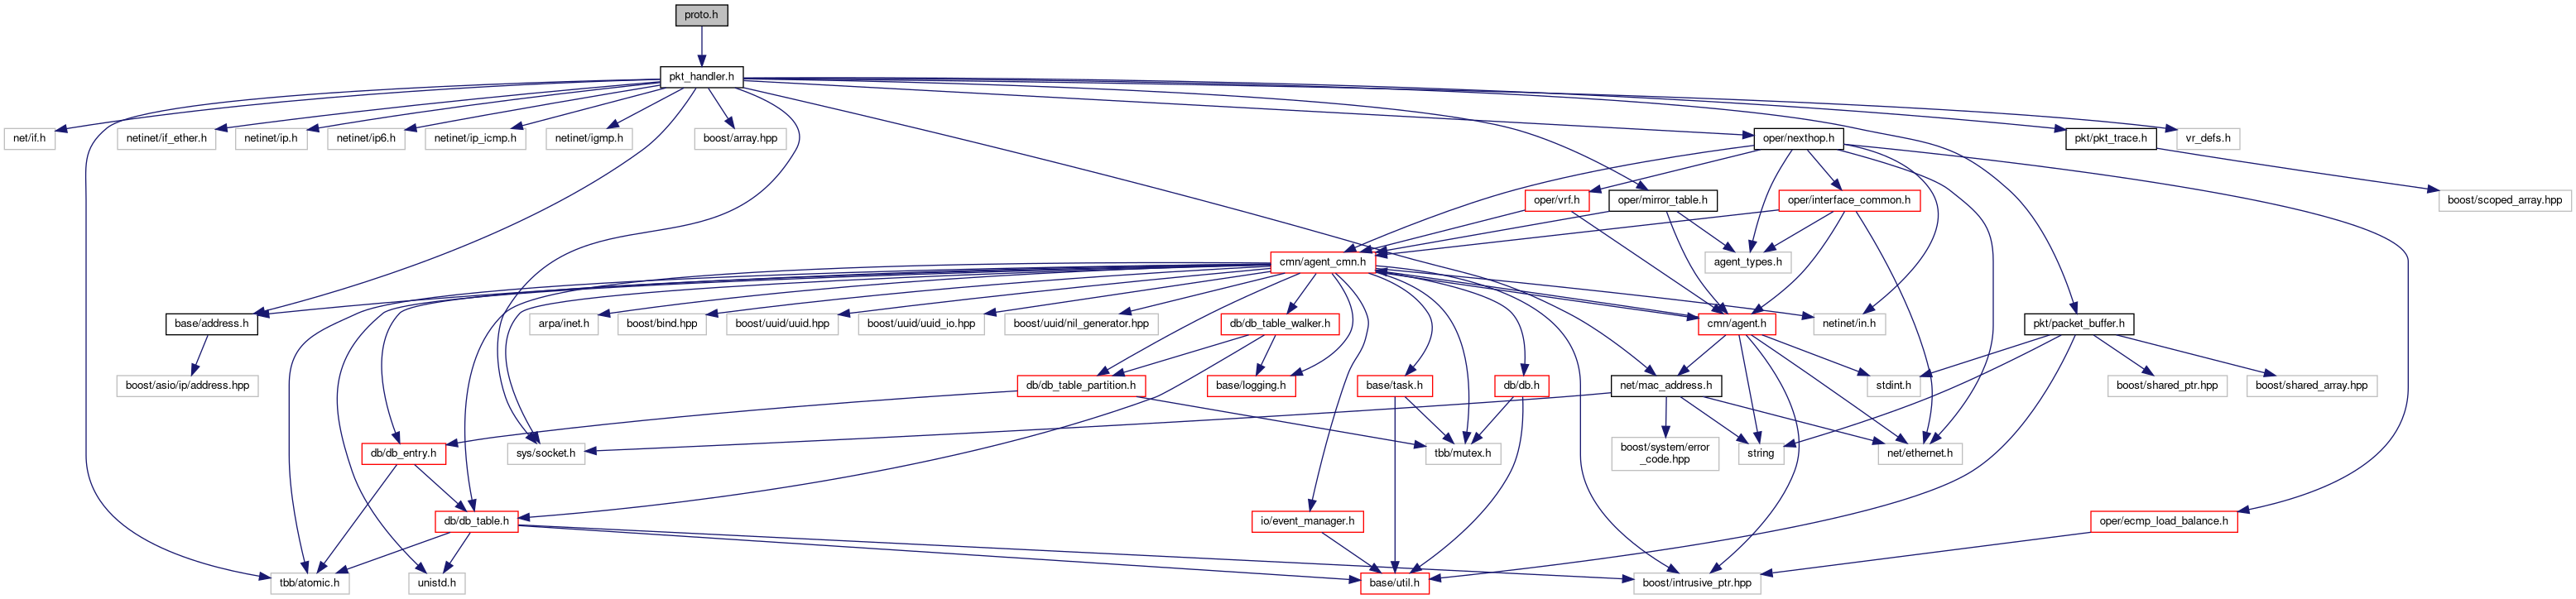 proto.h
pkt_handler.h
net/if.h
netinet/if_ether.h
netinet/ip.h
netinet/ip6.h
netinet/ip_icmp.h
netinet/igmp.h
boost/array.hpp
oper/nexthop.h
pkt/pkt_trace.h
vr_defs.h
oper/vrf.h
oper/mirror_table.h
oper/interface_common.h
boost/scoped_array.hpp
cmn/agent_cmn.h
agent_types.h
base/address.h
arpa/inet.h
boost/bind.hpp
boost/uuid/uuid.hpp
boost/uuid/uuid_io.hpp
boost/uuid/nil_generator.hpp
db/db_table_walker.h
cmn/agent.h
netinet/in.h
pkt/packet_buffer.h
boost/asio/ip/address.hpp
db/db_table_partition.h
base/logging.h
base/task.h
db/db.h
net/mac_address.h
stdint.h
boost/shared_ptr.hpp
boost/shared_array.hpp
db/db_entry.h
sys/socket.h
tbb/mutex.h
boost/system/error
_code.hpp
string
net/ethernet.h
db/db_table.h
io/event_manager.h
oper/ecmp_load_balance.h
tbb/atomic.h
unistd.h
base/util.h
boost/intrusive_ptr.hpp